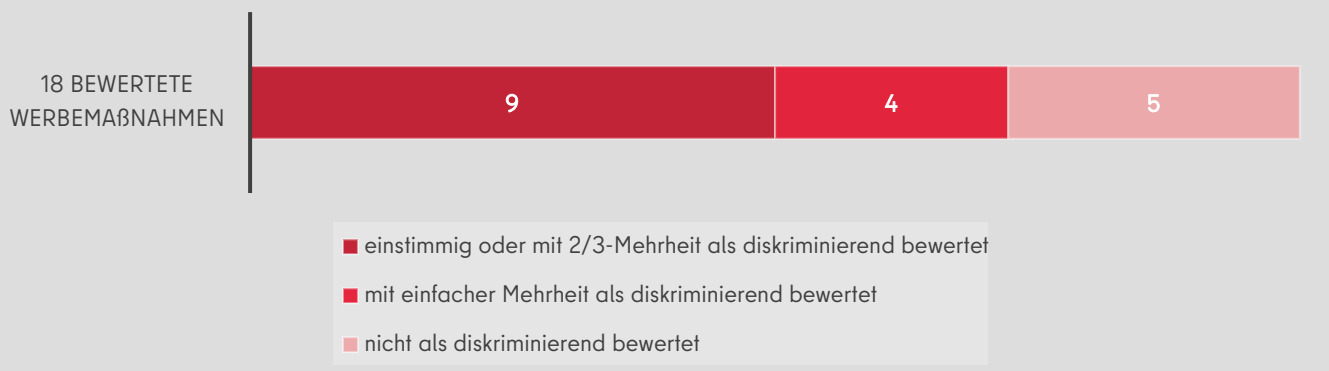 18 BEWERTETE
WERBEMAßNAHMEN
9
4
5
einstimmig oder mit 2/3-Mehrheit als diskriminierend bewertet
mit einfacher Mehrheit als diskriminierend bewertet
nicht als diskriminierend bewertet